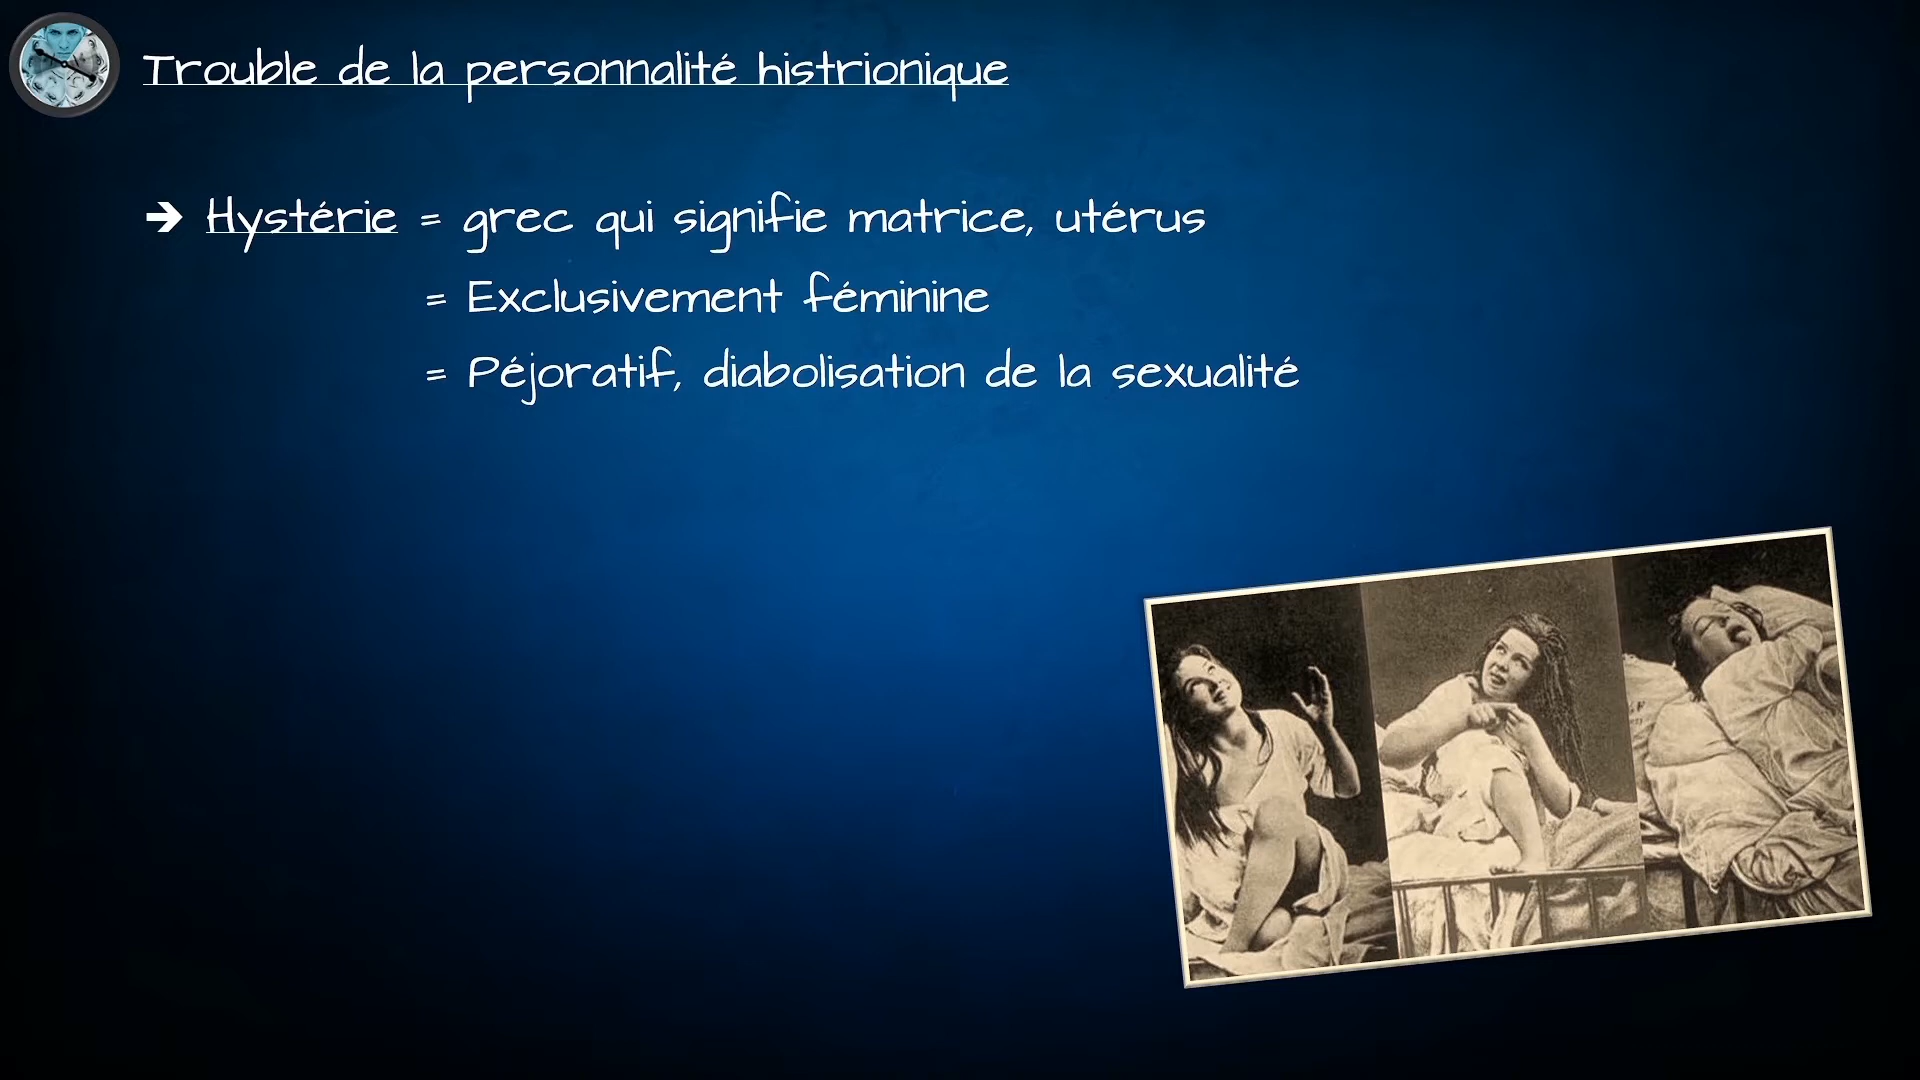 Trouble de la personnalité histrionique
➔ Hystérie = grec qui signifie matrice, utérus
= Exclusivement féminine
= Péjoratif, diabolisation de la sexualité